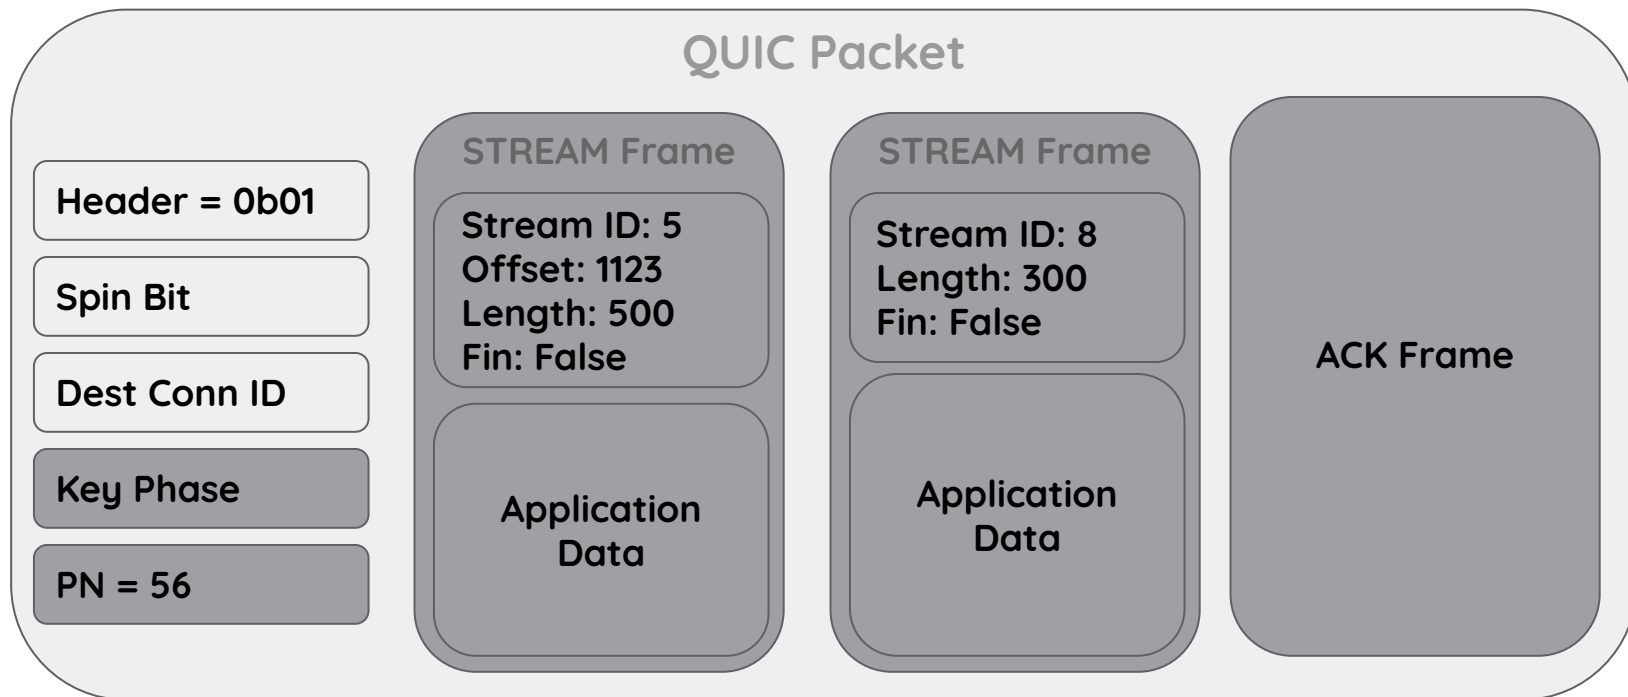 QUIC Packet
Header = 0b01
Spin Bit
Dest Conn ID
Key Phase
PN = 56
STREAM Frame
Stream ID: 5
Offset: 1123
Length: 500
Fin: False
Application
Data
STREAM Frame
Stream ID: 8
Length: 300
Fin: False
Application
Data
ACK Frame